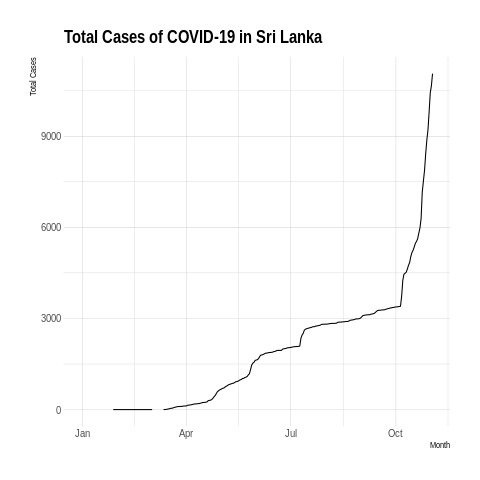 Total Cases of COVID-19 in Sri Lanka
Total Cases
9000
6000
3000
0
Jan Apr Jul Oct
Month